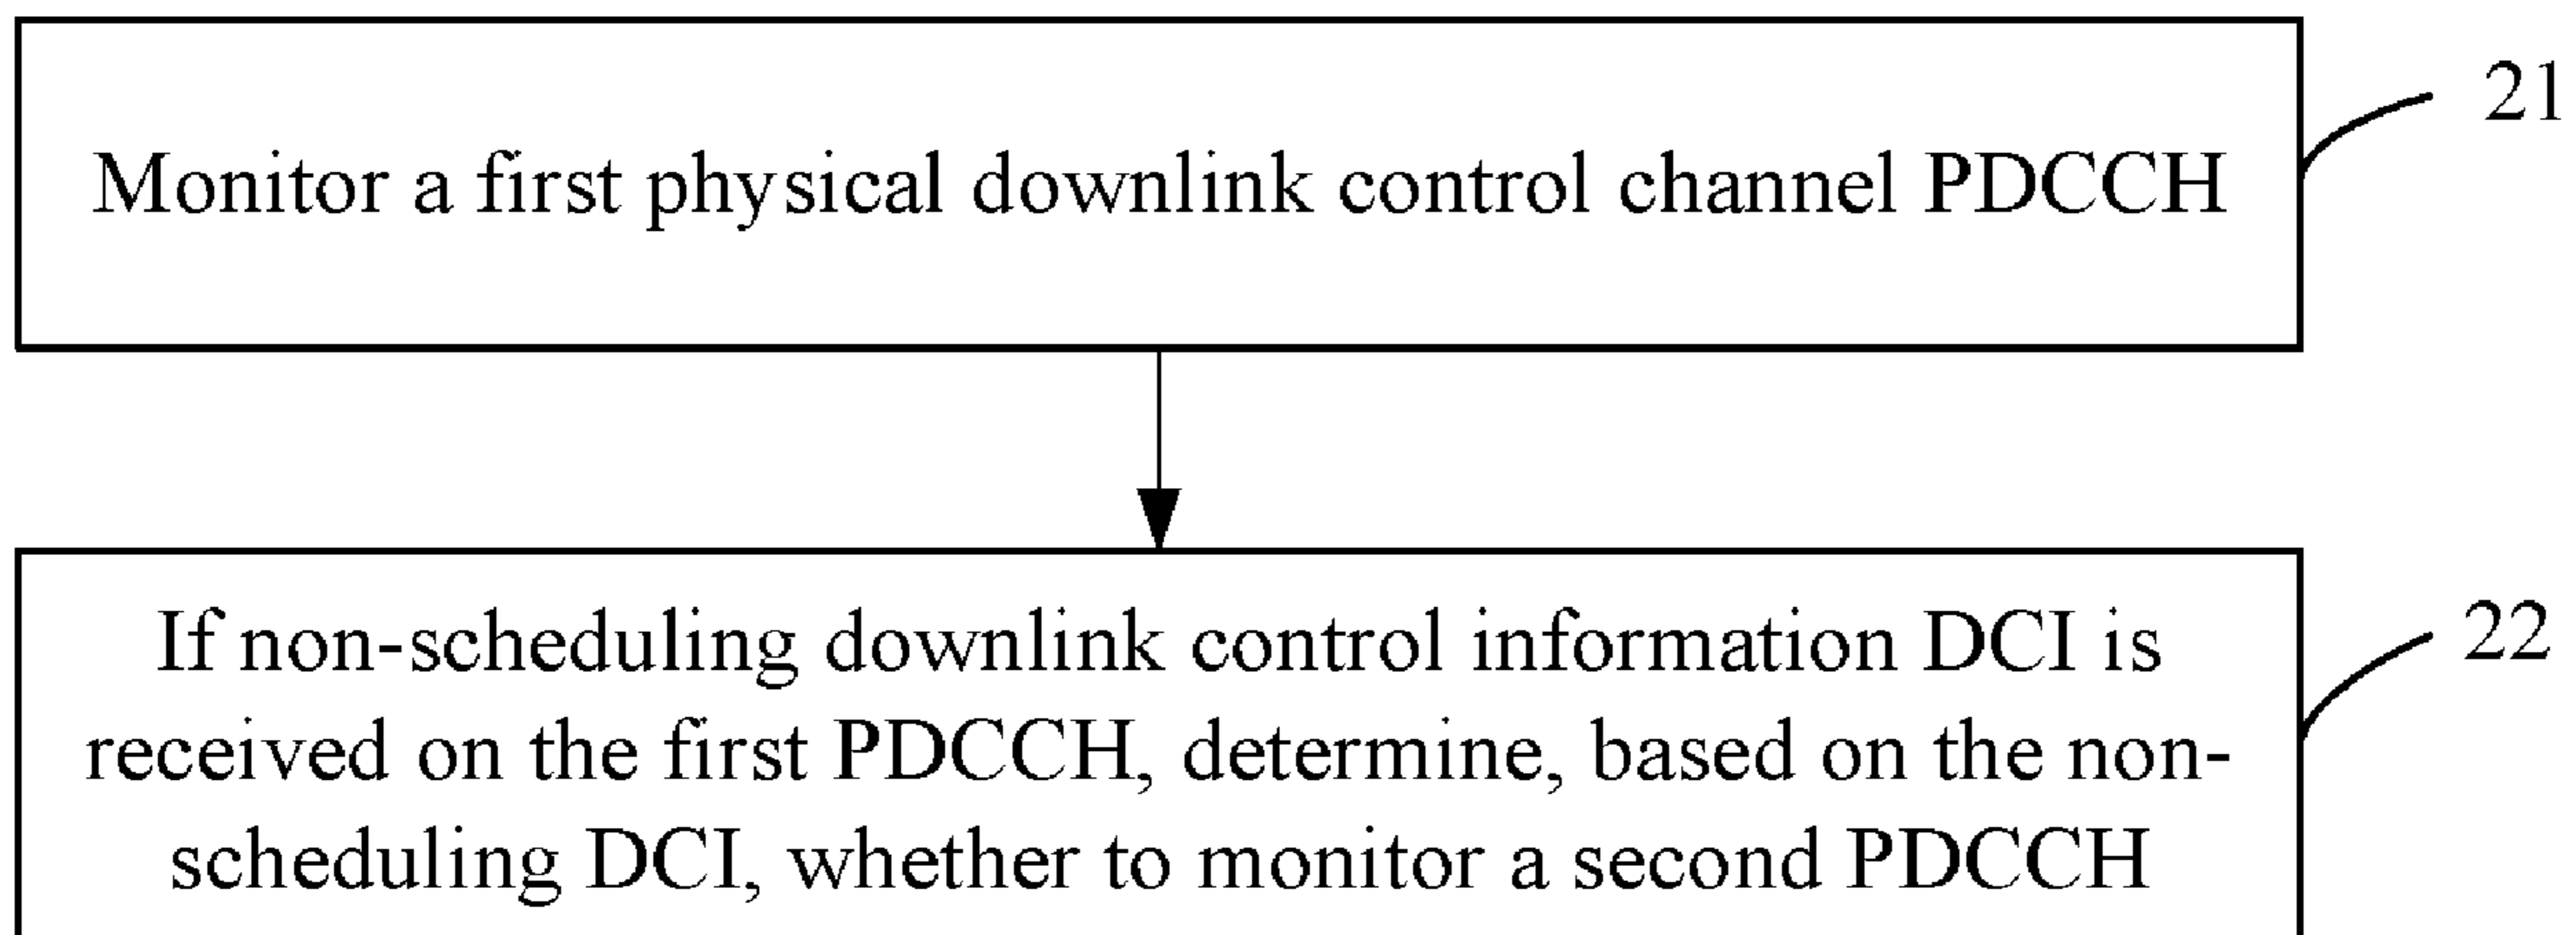 Monitor a first physical downlink control channel PDCCH
21
If non-scheduling downlink control information DCI is
received on the first PDCCH, determine, based on the non-
scheduling DCI, whether to monitor a second PDCCH
22